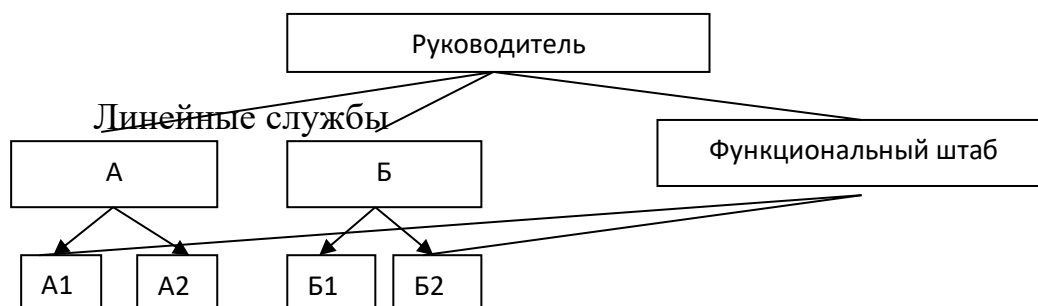 Руководитель
Линейные службы
Функциональный штаб
А
Б
А1
А2
Б1
Б2